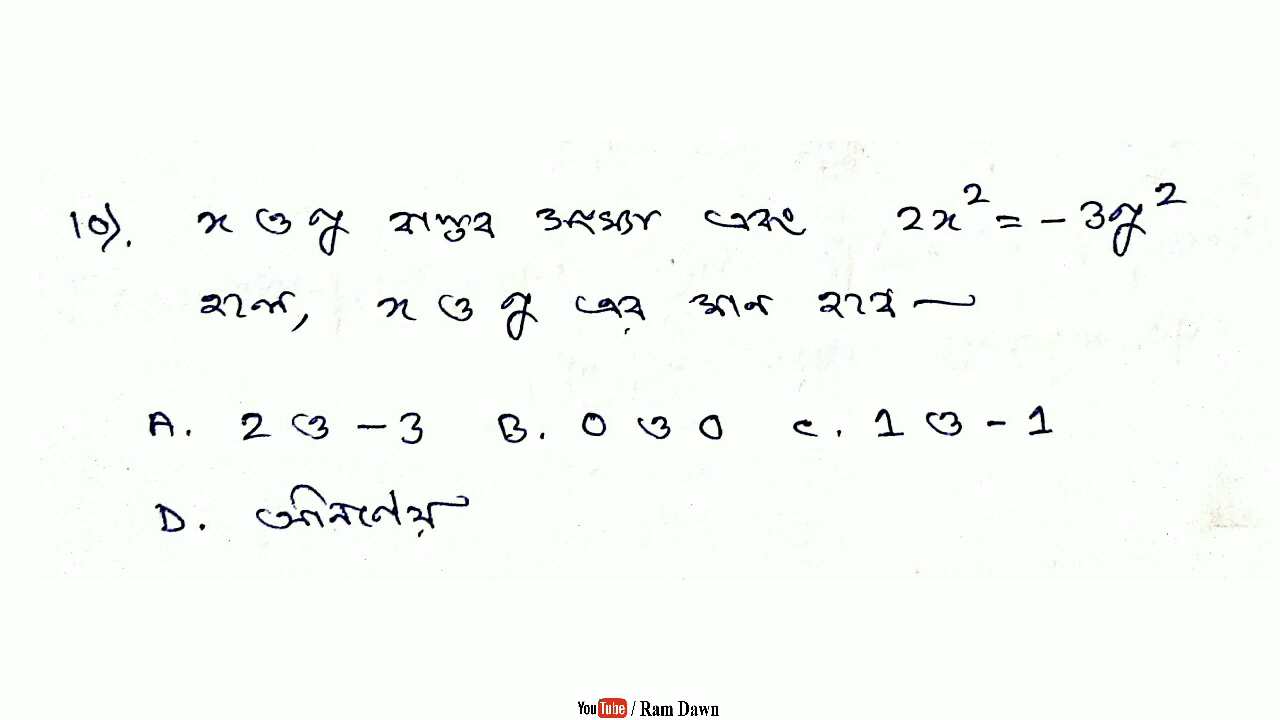 10). x ও y বাস্তব সংখ্যা এবং 2x² = - 3y²
হলে, x ও y এর মান হবে —
A. 2 ও - 3 B. 0 ও 0 C. 1 ও - 1
D. অনির্ণেয়
YouTube / Ram Dawn